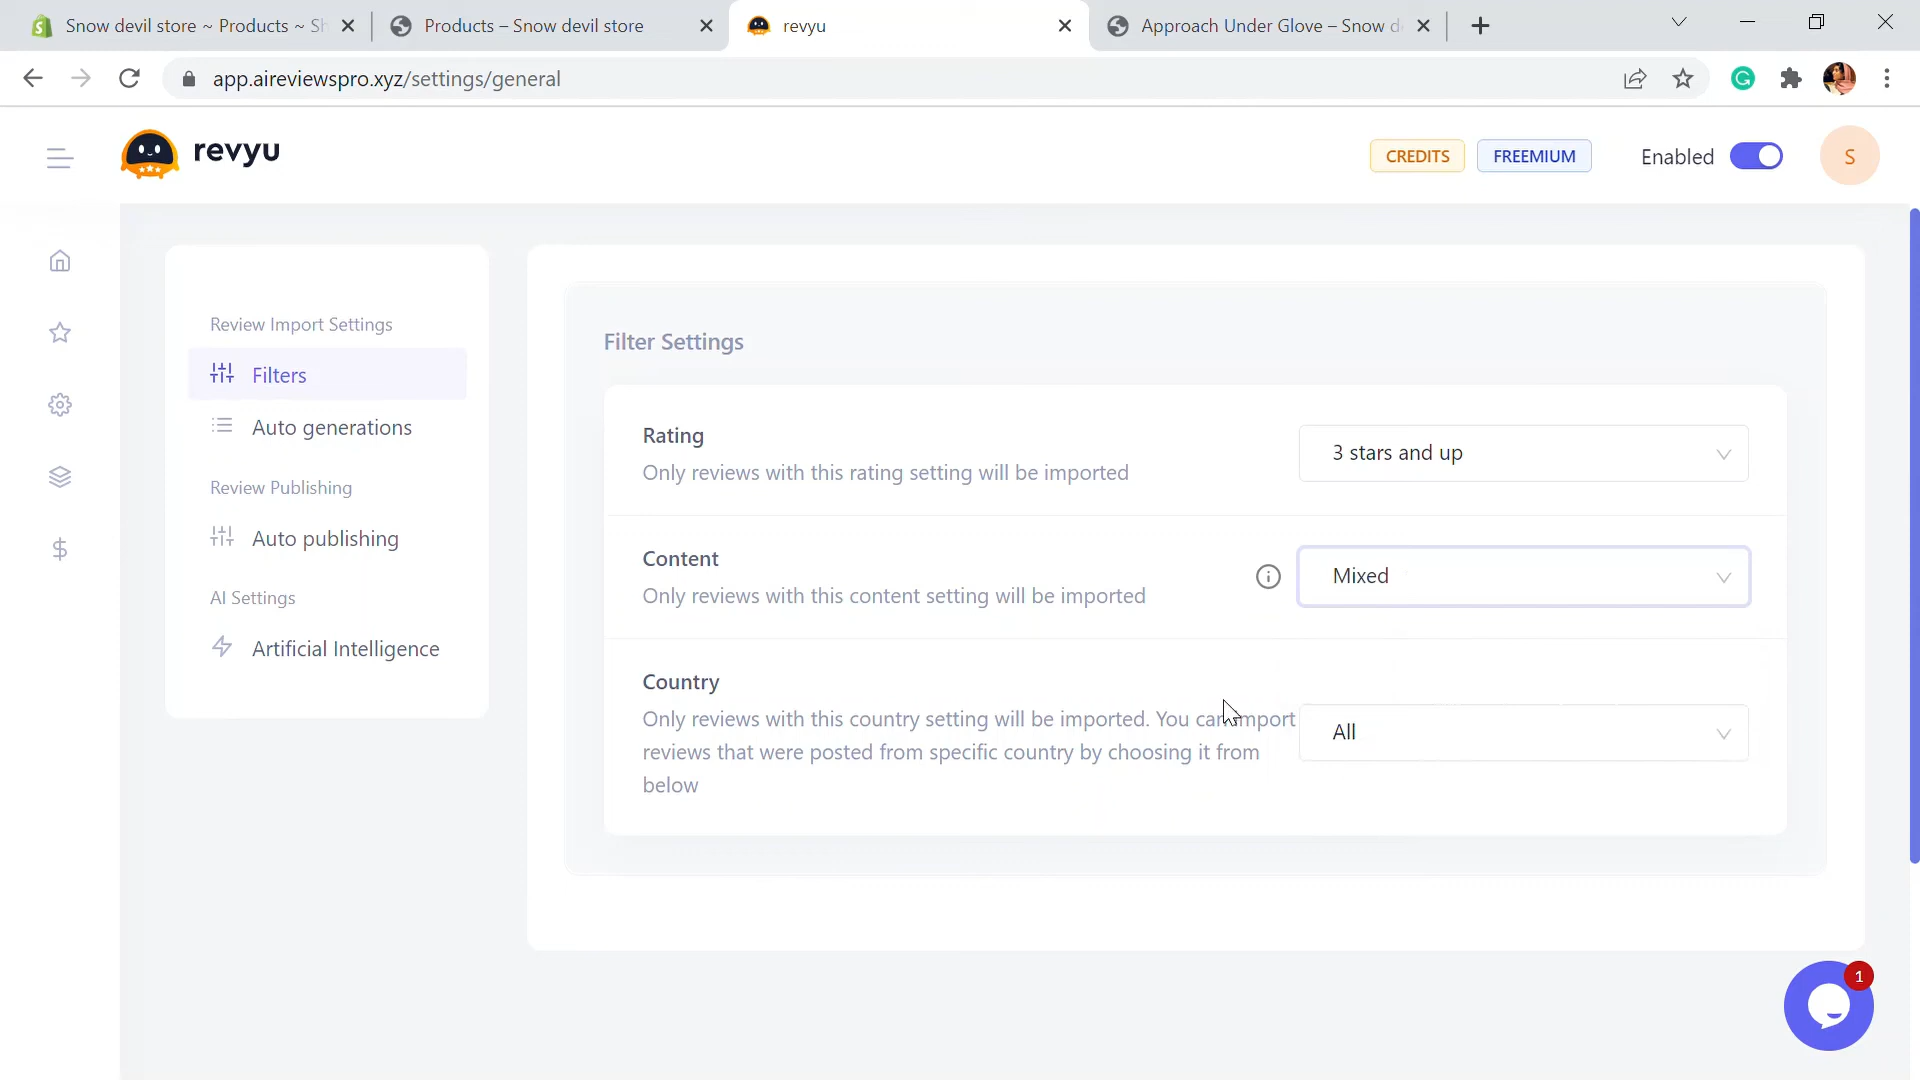 Snow devil store ~ Products ~ Sh
Products – Snow devil store
revyu
Approach Under Glove – Snow d
app.aireviewspro.xyz/settings/general
revyu
CREDITS
FREEMIUM
Enabled
S
Review Import Settings
Filters
Auto generations
Review Publishing
Auto publishing
AI Settings
Artificial Intelligence
Filter Settings
Rating
Only reviews with this rating setting will be imported
3 stars and up
Content
Only reviews with this content setting will be imported
Mixed
Country
Only reviews with this country setting will be imported. You can import
reviews that were posted from specific country by choosing it from
below
All
1